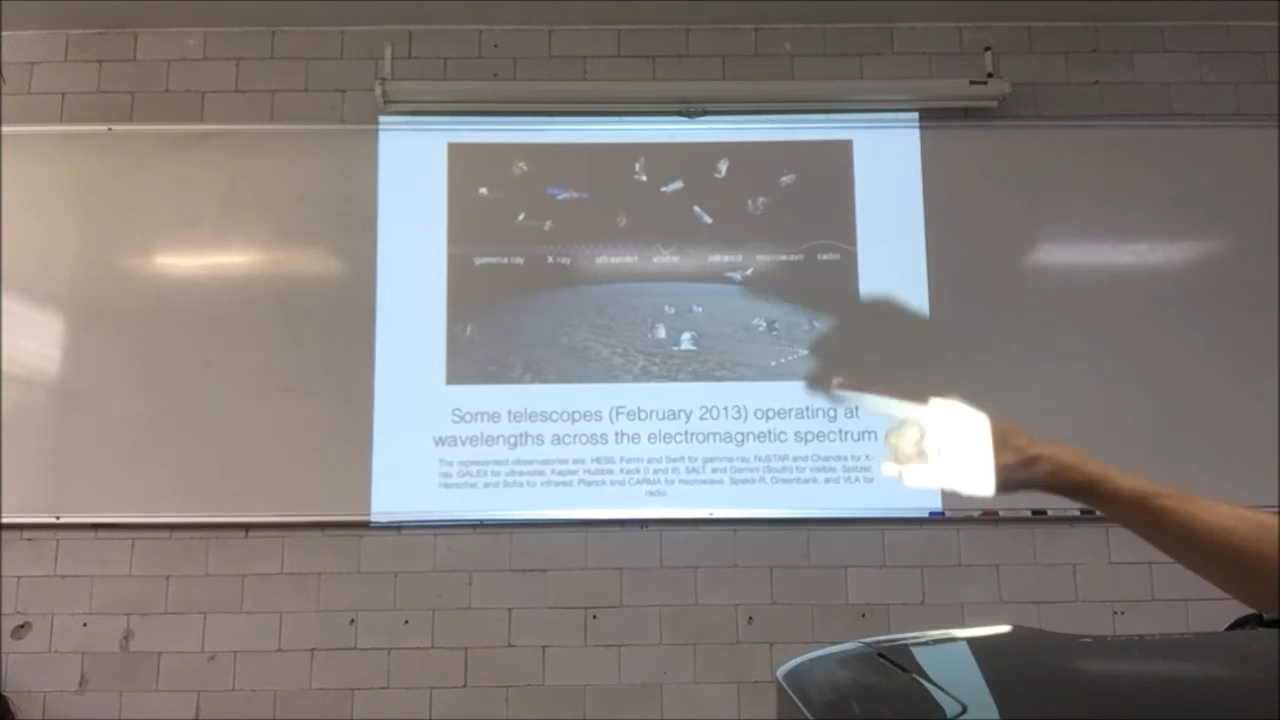 gamma ray X-ray ultraviolet visible infrared microwave radio
Some telescopes (February 2013) operating at
wavelengths across the electromagnetic spectrum
The represented observatories are: HESS, Fermi and Swift for gamma-ray, NuSTAR and Chandra for X-
ray, GALEX for ultraviolet, Kepler, Hubble, Keck (I and II), SALT, and Gemini (South) for visible, Spitzer,
Herschel, and Sofia for infrared, Planck and CARMA for microwave, Spektr-R, Greenbank, and VLA for
radio.